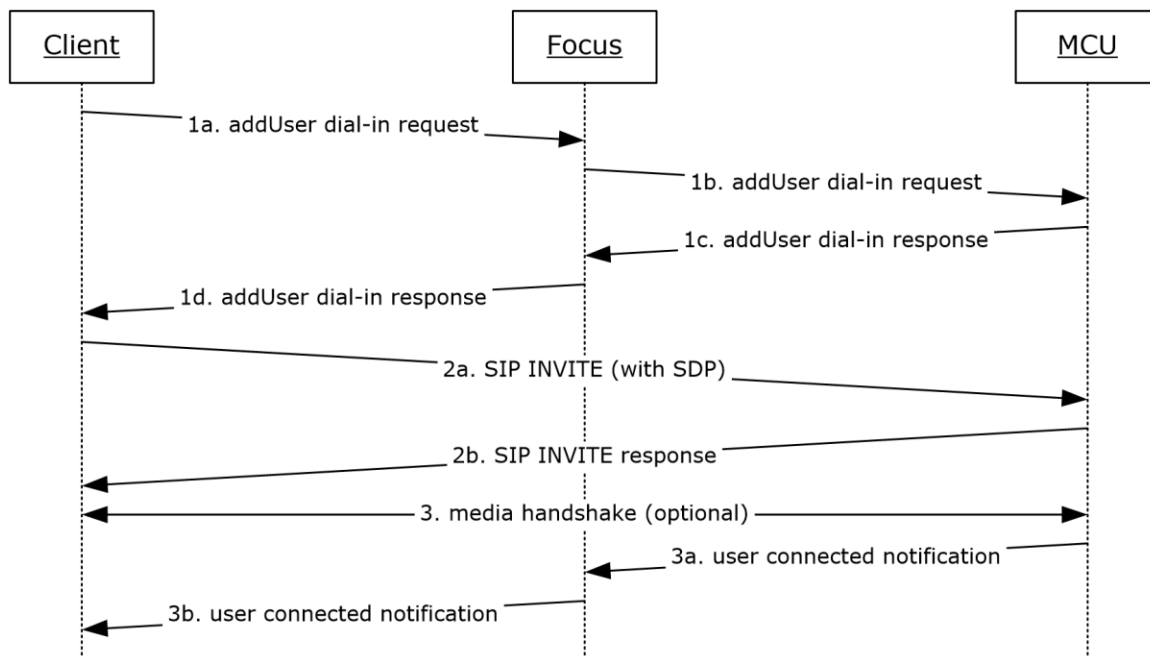 Client
Focus
MCU
1a. addUser dial-in request
1b. addUser dial-in request
1c. addUser dial-in response
1d. addUser dial-in response
2a. SIP INVITE (with SDP)
2b. SIP INVITE response
3. media handshake (optional)
3a. user connected notification
3b. user connected notification